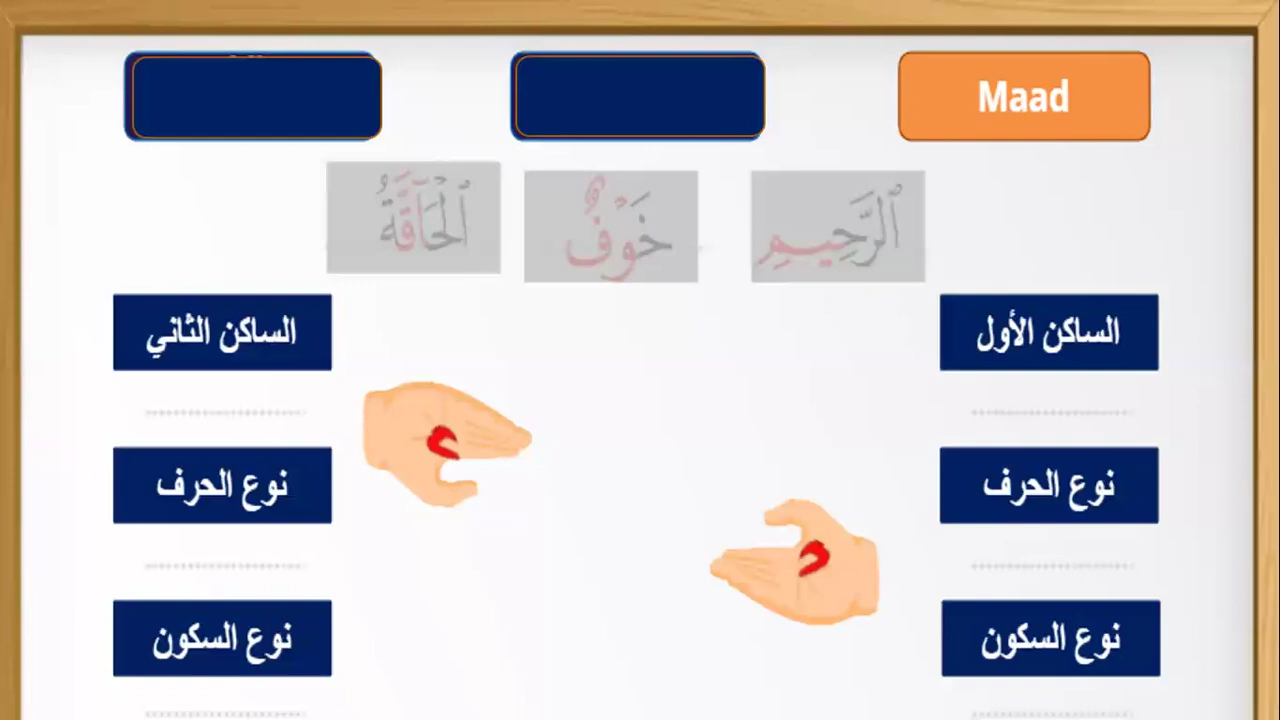 Maad
ٱلرَّحِيمِ
خَوْفٌ
ٱلْحَآقَّةُ
الساكن الأول
الساكن الثاني
نوع الحرف
نوع الحرف
نوع السكون
نوع السكون